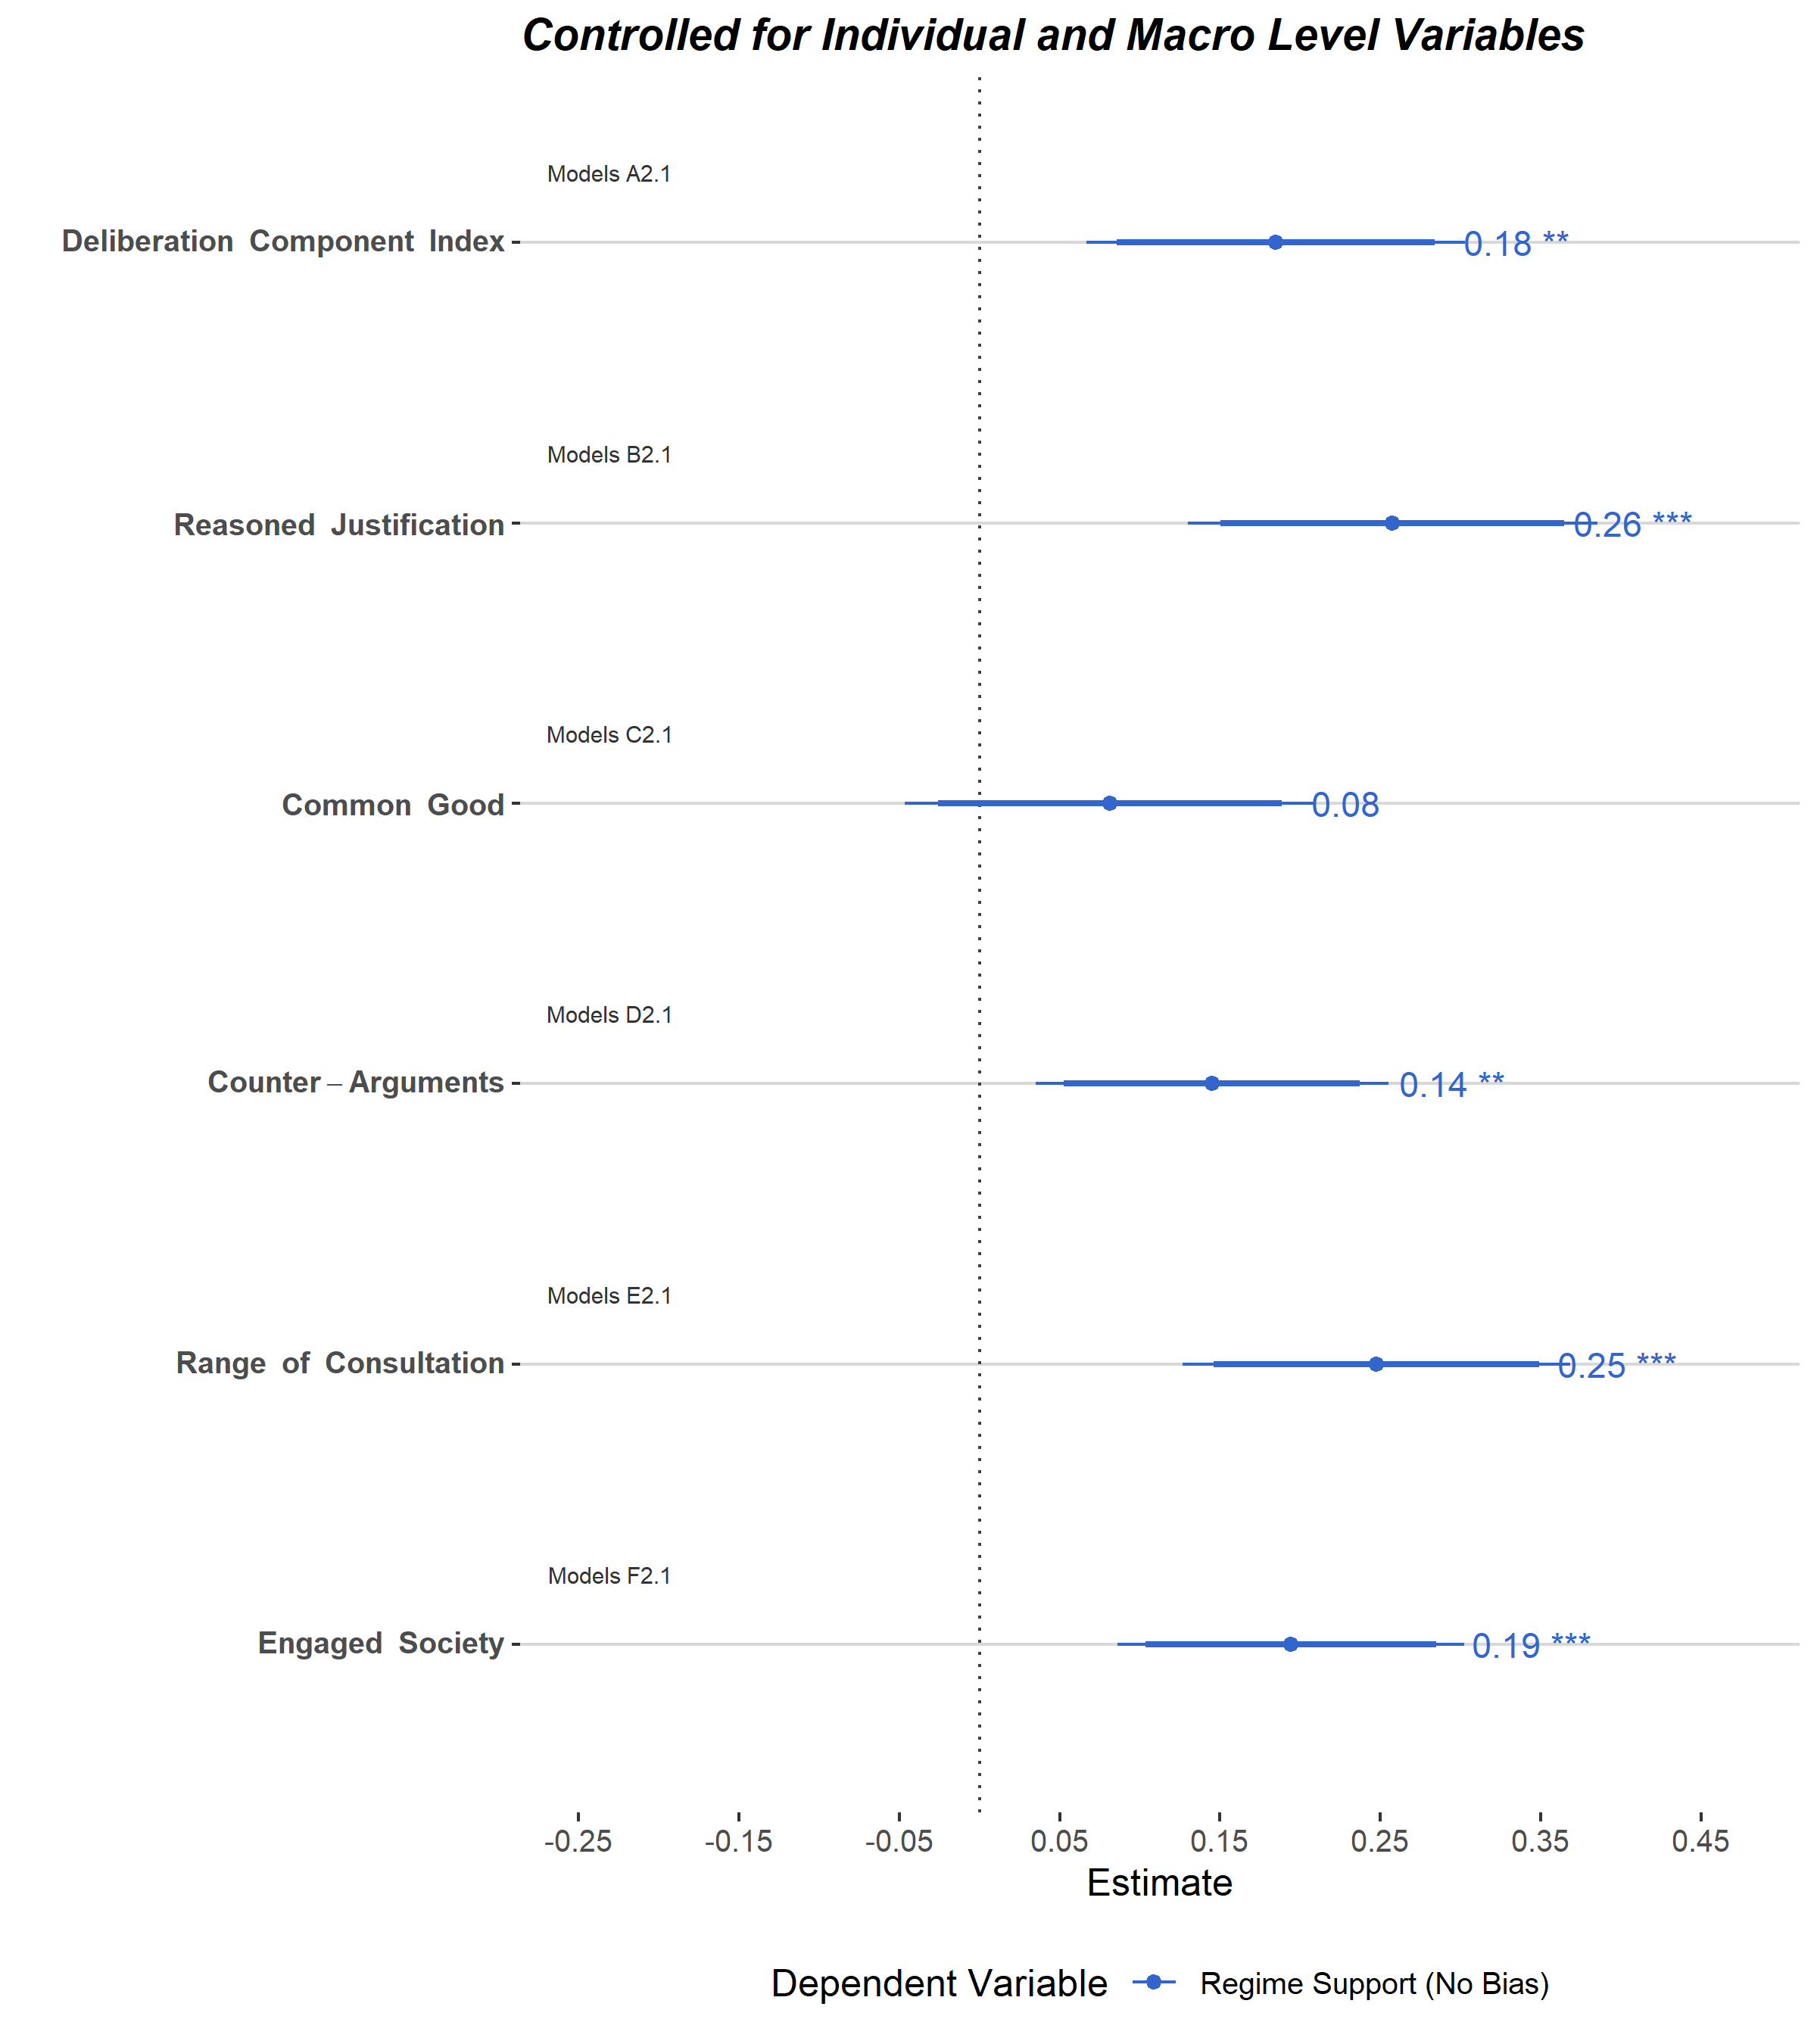 Controlled for Individual and Macro Level Variables
Models A2.1
Deliberation Component Index
0.18 **
Models B2.1
Reasoned Justification
0.26 ***
Models C2.1
Common Good
0.08
Models D2.1
Counter – Arguments
0.14 **
Models E2.1
Range of Consultation
0.25 ***
Models F2.1
Engaged Society
0.19 ***
-0.25 -0.15 -0.05 0.05 0.15 0.25 0.35 0.45
Estimate
Dependent Variable Regime Support (No Bias)